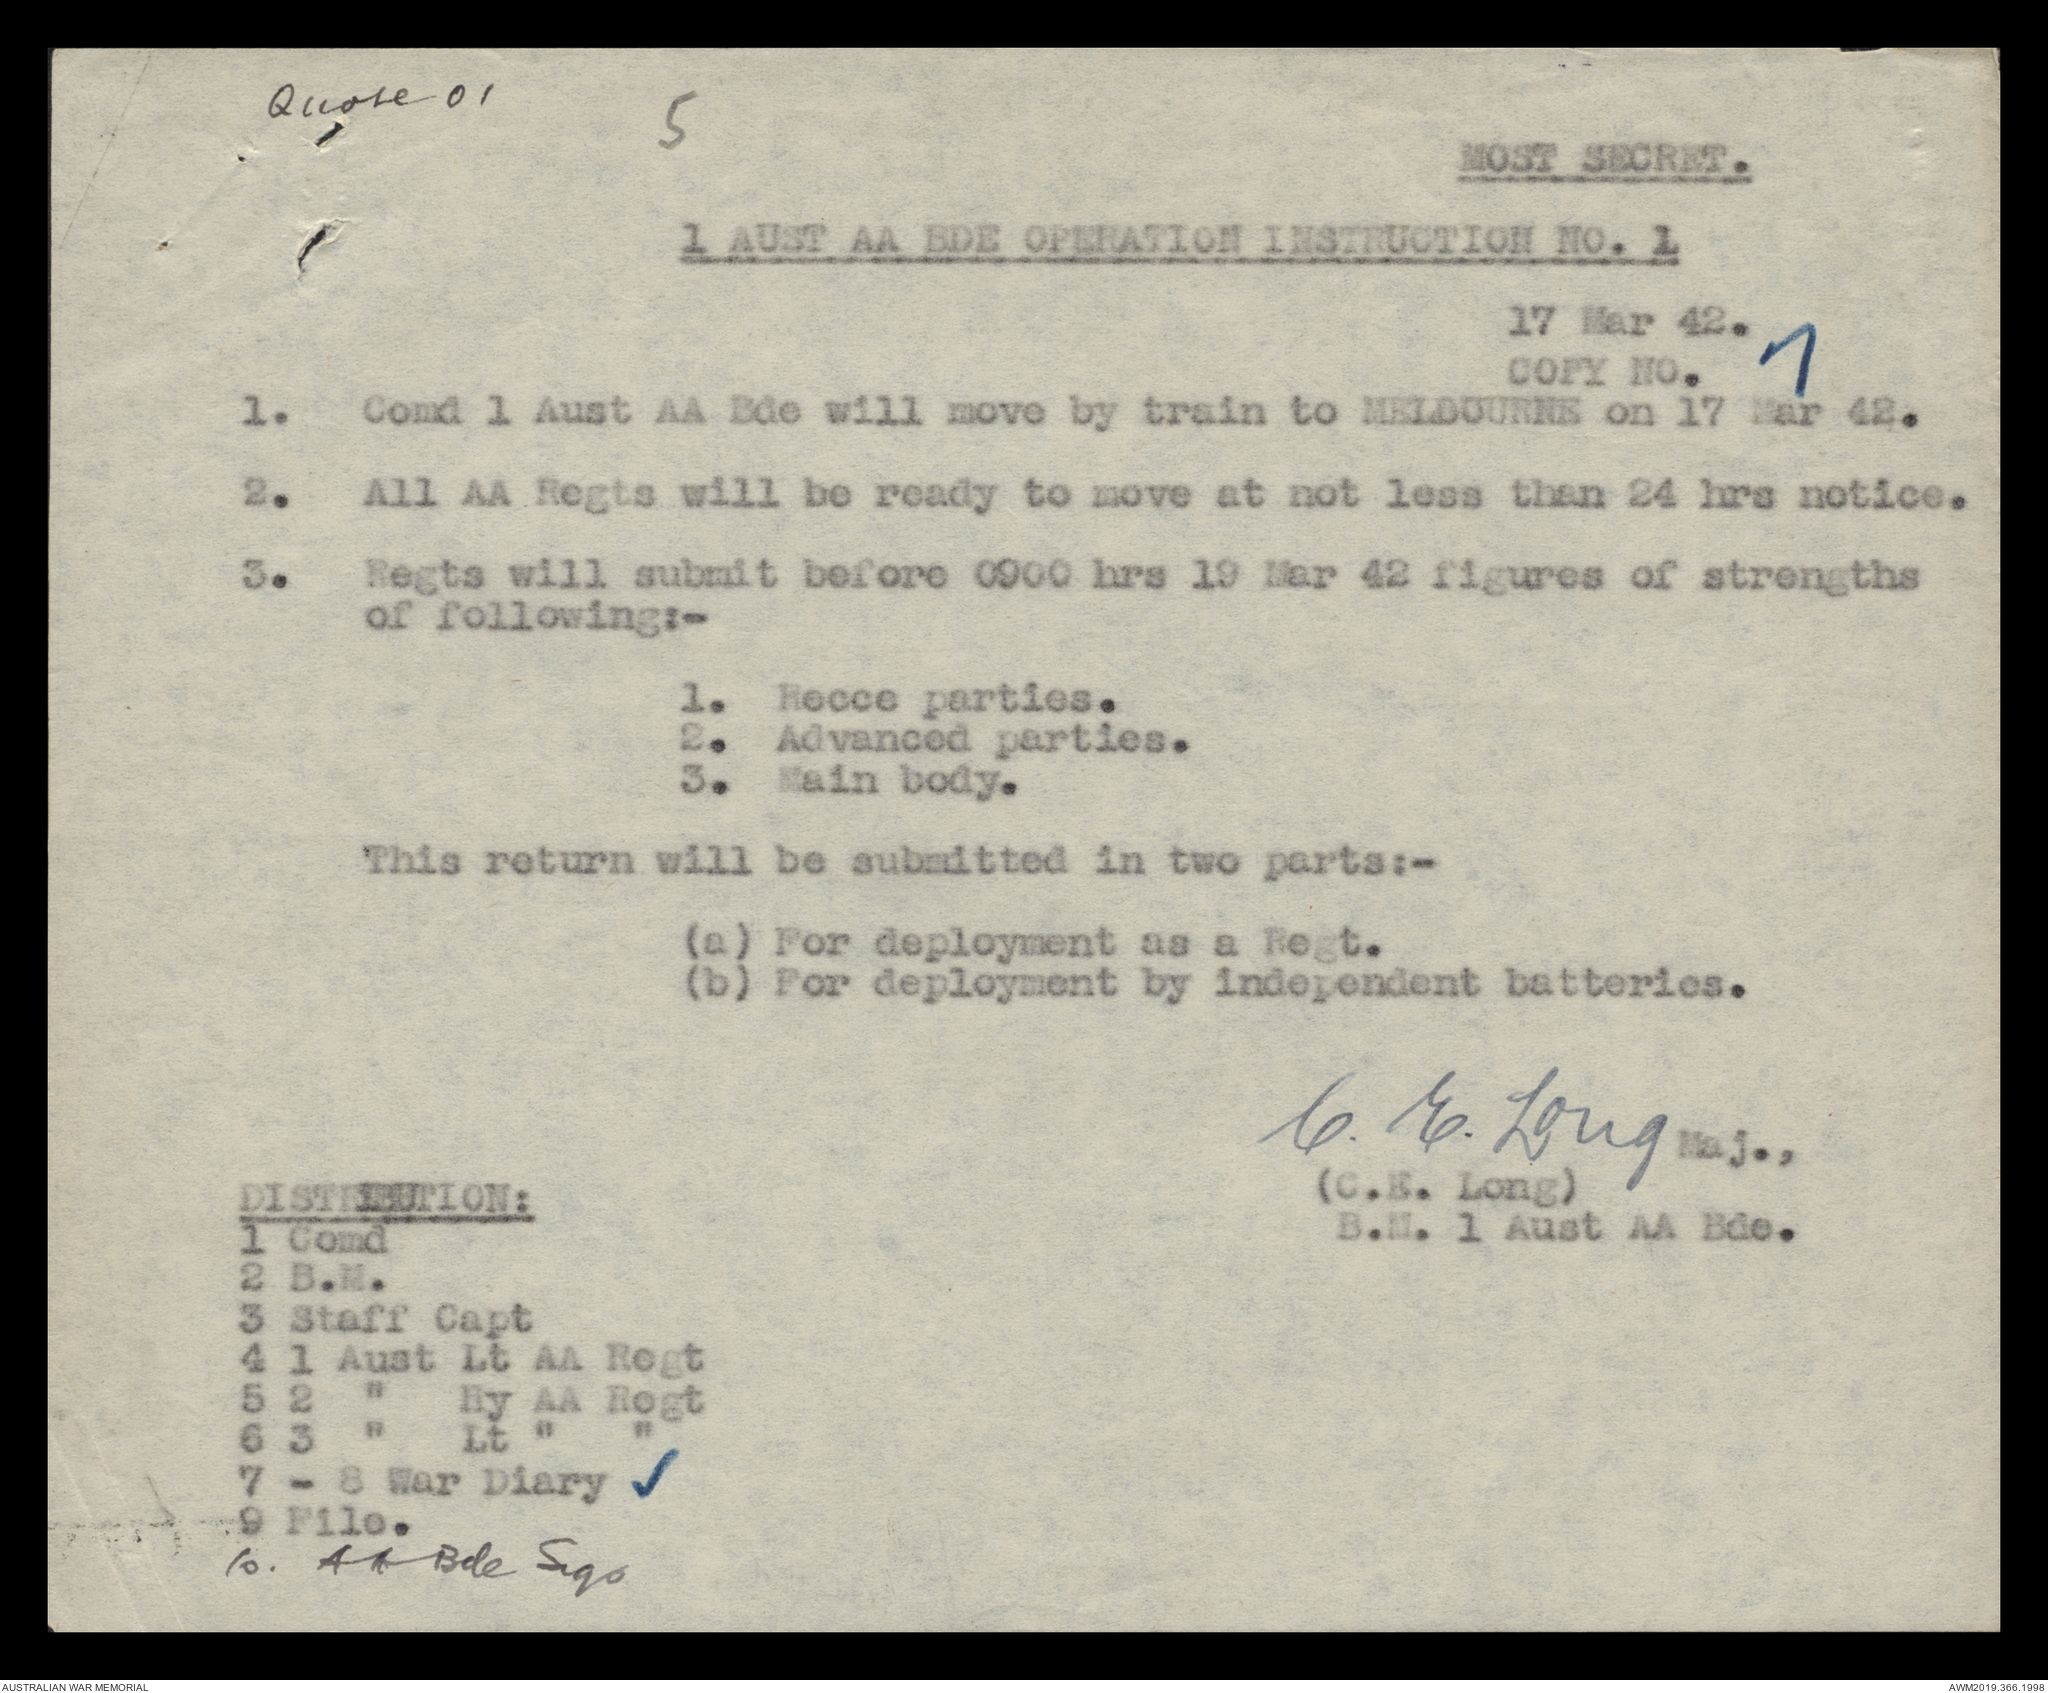 Quote 01
5
MOST SECRET.
1 AUST AA BDE OPERATION INSTRUCTION NO. 1
17 Mar 42.
COPY NO. 7
1. Comd 1 Aust AA Bde will move by train to MELBOURNE on 17 Mar 42.
2. All AA Regts will be ready to move at not less than 24 hrs notice.
3. Regts will submit before 0900 hrs 19 Mar 42 figures of strengths
of following:-
1. Recce parties.
2. Advanced parties.
3. Main body.
This return will be submitted in two parts:-
(a) For deployment as a Regt.
(b) For deployment by independent batteries.
C. E. Long Maj.,
(C.E. Long)
B.M. 1 Aust AA Bde.
DISTRIBUTION:
1 Comd
2 B.M.
3 Staff Capt
4 1 Aust Lt AA Regt
5 2 " Hy AA Regt
6 3 " Lt " "
7 - 8 War Diary ✓
9 File.
10. AA Bde Sigs
AUSTRALIAN WAR MEMORIAL
AWM2019.366.1998